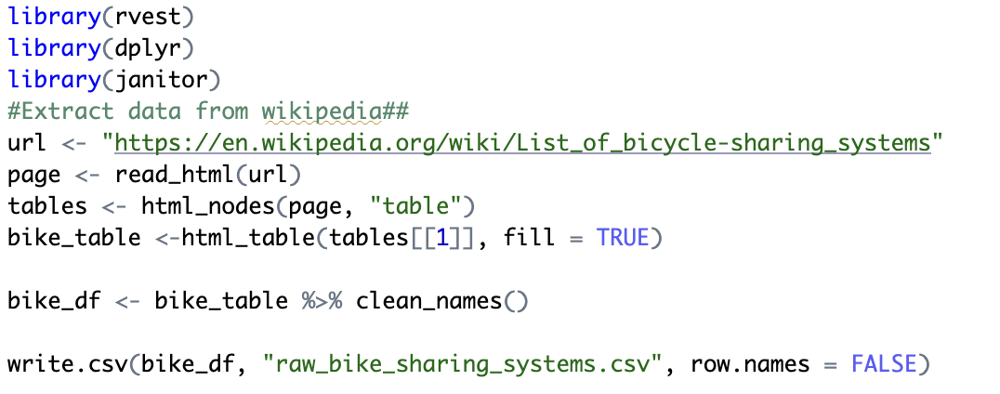 library(rvest)
library(dplyr)
library(janitor)
#Extract data from wikipedia##
url <- "https://en.wikipedia.org/wiki/List_of_bicycle-sharing_systems"
page <- read_html(url)
tables <- html_nodes(page, "table")
bike_table <-html_table(tables[[1]], fill = TRUE)
bike_df <- bike_table %>% clean_names()
write.csv(bike_df, "raw_bike_sharing_systems.csv", row.names = FALSE)